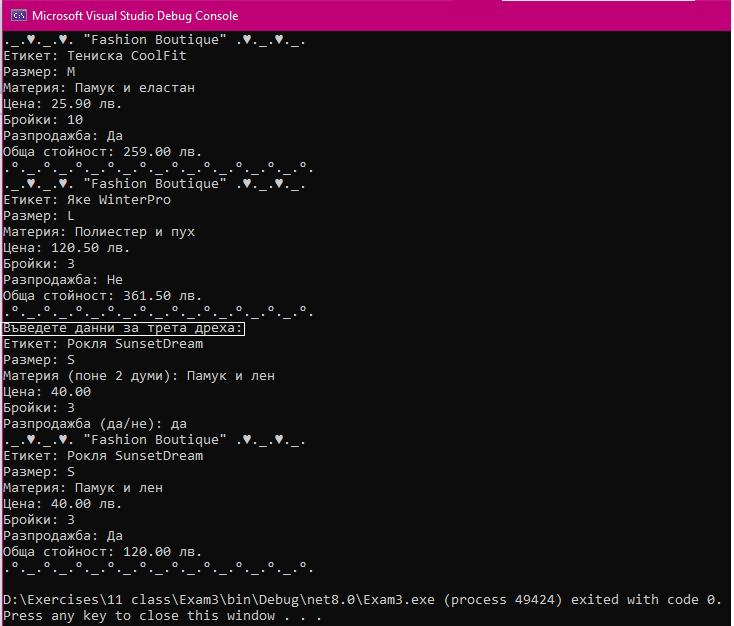 Microsoft Visual Studio Debug Console
._.♥._.♥. "Fashion Boutique" .♥._.♥._.
Етикет: Тениска CoolFit
Размер: M
Материя: Памук и еластан
Цена: 25.90 лв.
Бройки: 10
Разпродажба: Да
Обща стойност: 259.00 лв.
.°._.°._.°._.°._.°._.°._.°._.°._.°._.°.
._.♥._.♥. "Fashion Boutique" .♥._.♥._.
Етикет: Яке WinterPro
Размер: L
Материя: Полиестер и пух
Цена: 120.50 лв.
Бройки: 3
Разпродажба: Не
Обща стойност: 361.50 лв.
.°._.°._.°._.°._.°._.°._.°._.°._.°._.°.
Въведете данни за трета дреха:
Етикет: Рокля SunsetDream
Размер: S
Материя (поне 2 думи): Памук и лен
Цена: 40.00
Бройки: 3
Разпродажба (да/не): да
._.♥._.♥. "Fashion Boutique" .♥._.♥._.
Етикет: Рокля SunsetDream
Размер: S
Материя: Памук и лен
Цена: 40.00 лв.
Бройки: 3
Разпродажба: Да
Обща стойност: 120.00 лв.
.°._.°._.°._.°._.°._.°._.°._.°._.°._.°.
D:\Exercises\11 class\Exam3\bin\Debug\net8.0\Exam3.exe (process 49424) exited with code 0.
Press any key to close this window . . .